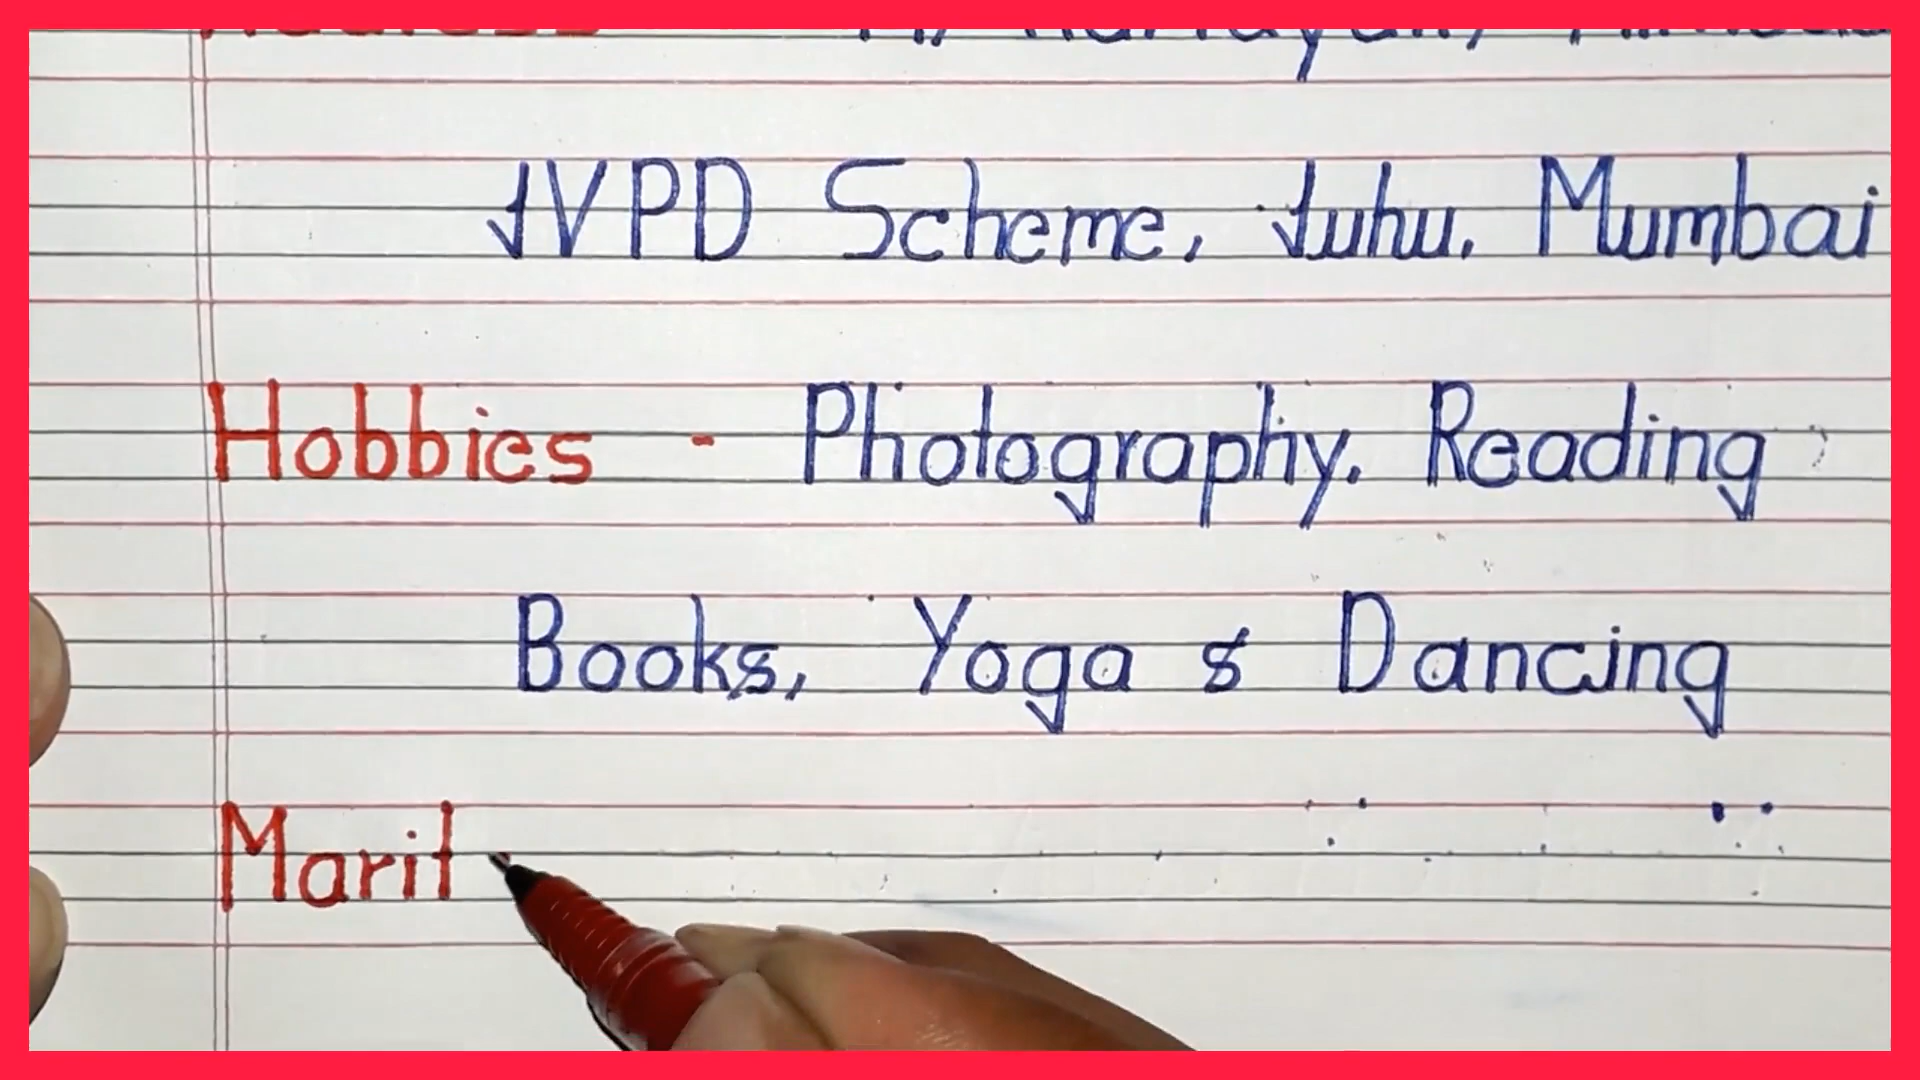 JVPD Scheme, Juhu. Mumbai
Hobbies - Photography. Reading
Books, Yoga & Dancing
Marit